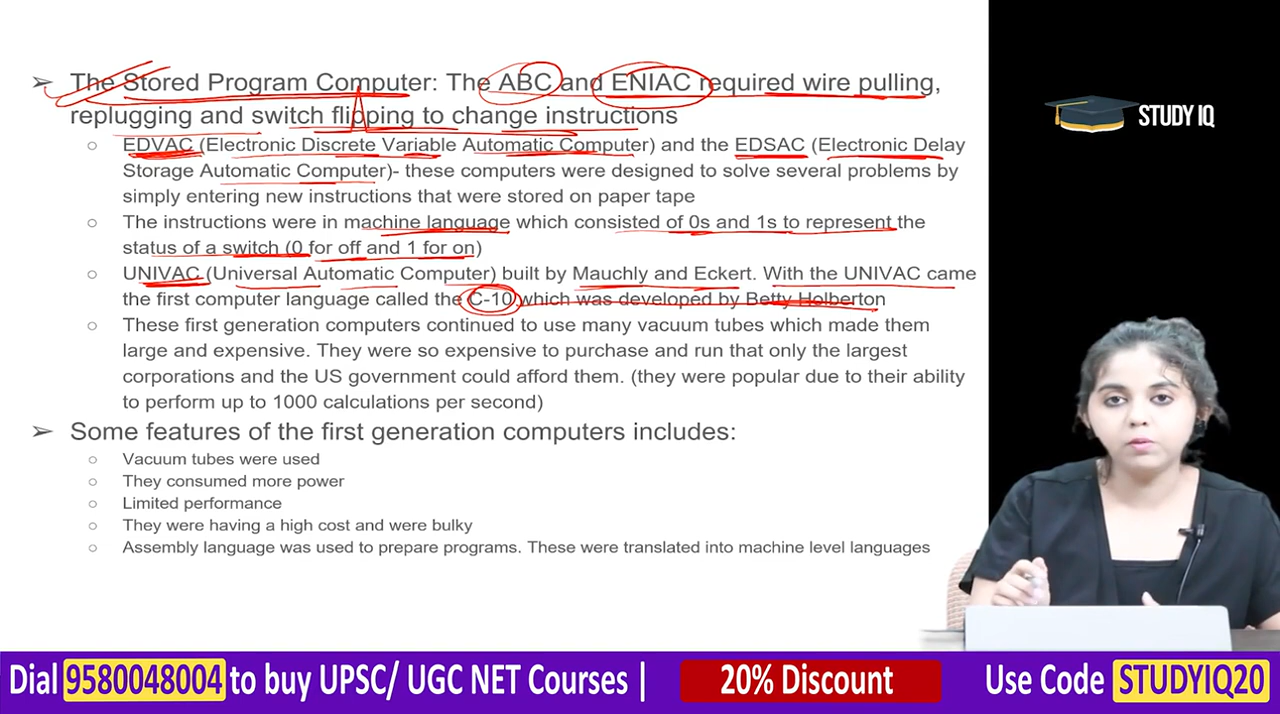 ➢ The Stored Program Computer: The ABC and ENIAC required wire pulling,
replugging and switch flipping to change instructions
○ EDVAC (Electronic Discrete Variable Automatic Computer) and the EDSAC (Electronic Delay
Storage Automatic Computer)- these computers were designed to solve several problems by
simply entering new instructions that were stored on paper tape
○ The instructions were in machine language which consisted of 0s and 1s to represent the
status of a switch (0 for off and 1 for on)
○ UNIVAC (Universal Automatic Computer) built by Mauchly and Eckert. With the UNIVAC came
the first computer language called the C-10 which was developed by Betty Holberton
○ These first generation computers continued to use many vacuum tubes which made them
large and expensive. They were so expensive to purchase and run that only the largest
corporations and the US government could afford them. (they were popular due to their ability
to perform up to 1000 calculations per second)
➢ Some features of the first generation computers includes:
○ Vacuum tubes were used
○ They consumed more power
○ Limited performance
○ They were having a high cost and were bulky
○ Assembly language was used to prepare programs. These were translated into machine level languages
STUDY IQ
Dial 9580048004 to buy UPSC/ UGC NET Courses | 20% Discount Use Code STUDYIQ20